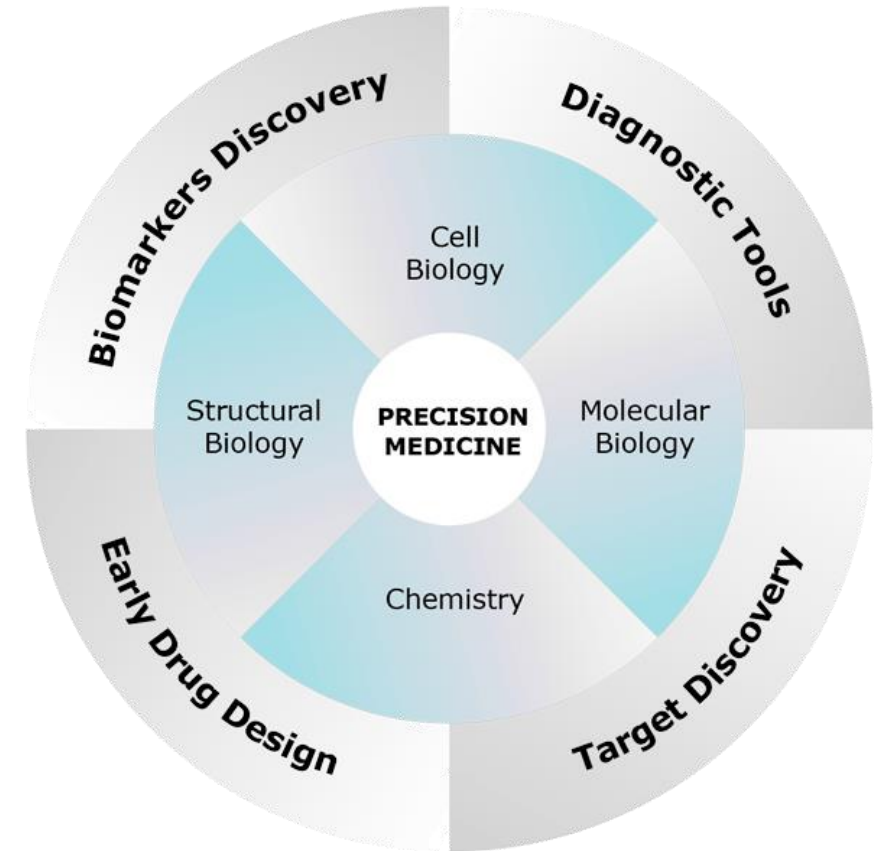 Biomarkers Discovery
Diagnostic Tools
Cell
Biology
Structural
Biology
PRECISION
MEDICINE
Molecular
Biology
Chemistry
Early Drug Design
Target Discovery